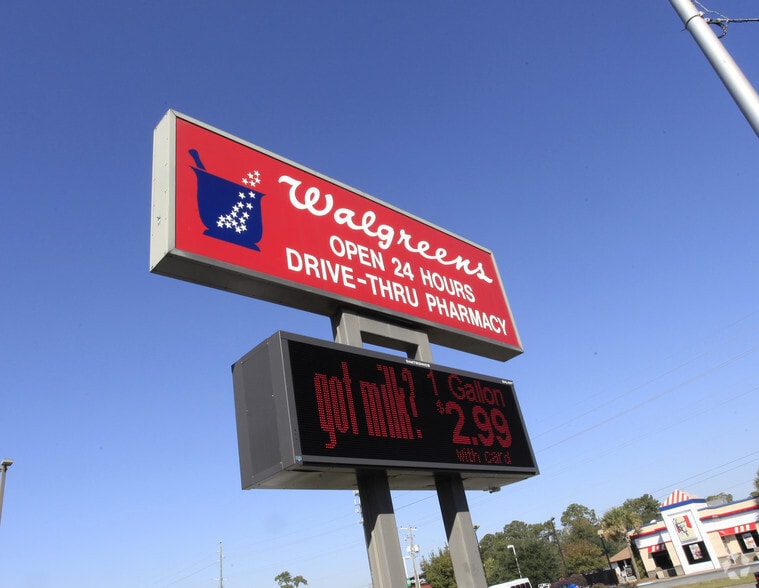 Walgreens
OPEN 24 HOURS
DRIVE-THRU PHARMACY
got milk?
1 Gallon
$2.99
with card